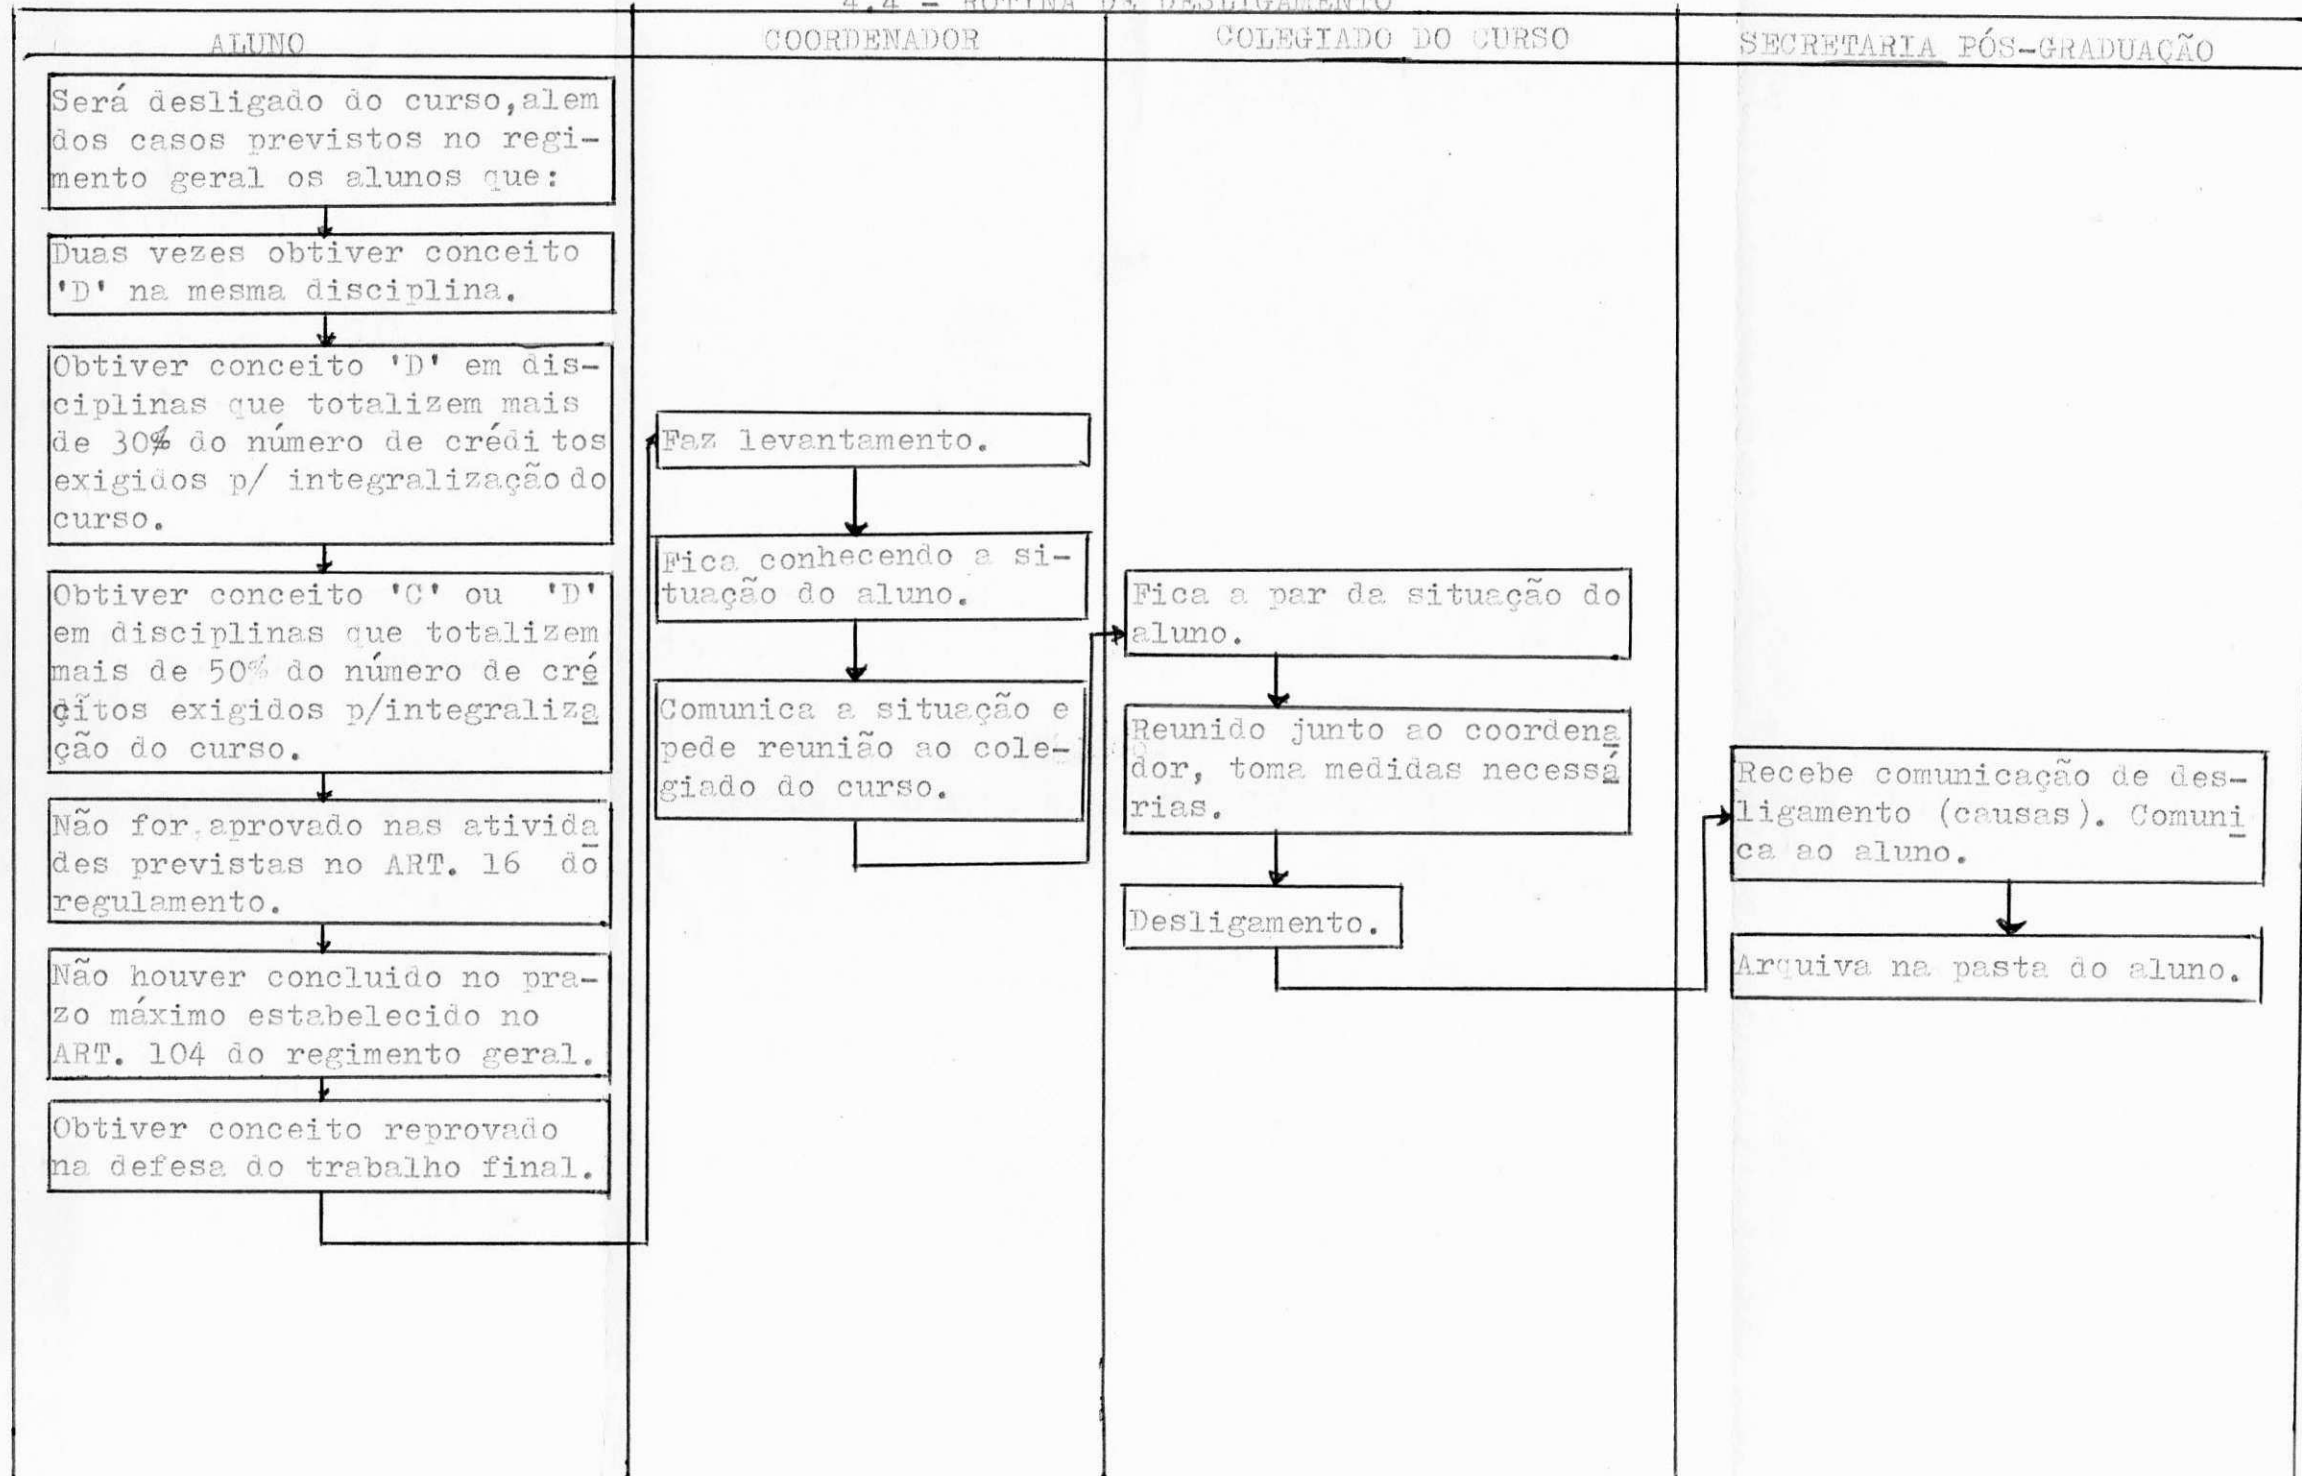 4.4 - ROTINA DE DESLIGAMENTO
ALUNO
Será desligado do curso,alem
dos casos previstos no regi-
mento geral os alunos que:
Duas vezes obtiver conceito
'D' na mesma disciplina.
Obtiver conceito 'D' em dis-
ciplinas que totalizem mais
de 30% do número de crédi tos
exigidos p/ integralização do
curso.
Obtiver conceito 'C' ou 'D'
em disciplinas que totalizem
mais de 50% do número de cré
ditos exigidos p/integraliza
ção do curso.
Não for aprovado nas ativida
des previstas no ART. 16 do
regulamento.
Não houver concluido no pra-
zo máximo estabelecido no
ART. 104 do regimento geral.
Obtiver conceito reprovado
na defesa do trabalho final.
COORDENADOR
Faz levantamento.
Fica conhecendo a si-
tuação do aluno.
Comunica a situação e
pede reunião ao cole-
giado do curso.
COLEGIADO DO CURSO
Fica a par da situação do
aluno.
Reunido junto ao coordena
dor, toma medidas necessá
rias.
Desligamento.
SECRETARIA PÓS-GRADUAÇÃO
Recebe comunicação de des-
ligamento (causas). Comuni
ca ao aluno.
Arquiva na pasta do aluno.